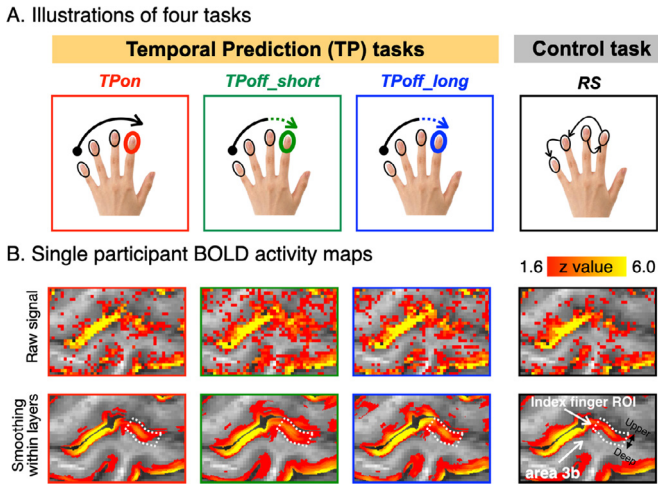 A. Illustrations of four tasks
Temporal Prediction (TP) tasks
Control task
TPon
TPoff_short
TPoff_long
RS
B. Single participant BOLD activity maps
1.6 z value 6.0
Raw signal
Smoothing
within layers
Index finger ROI
Upper
Deep
area 3b